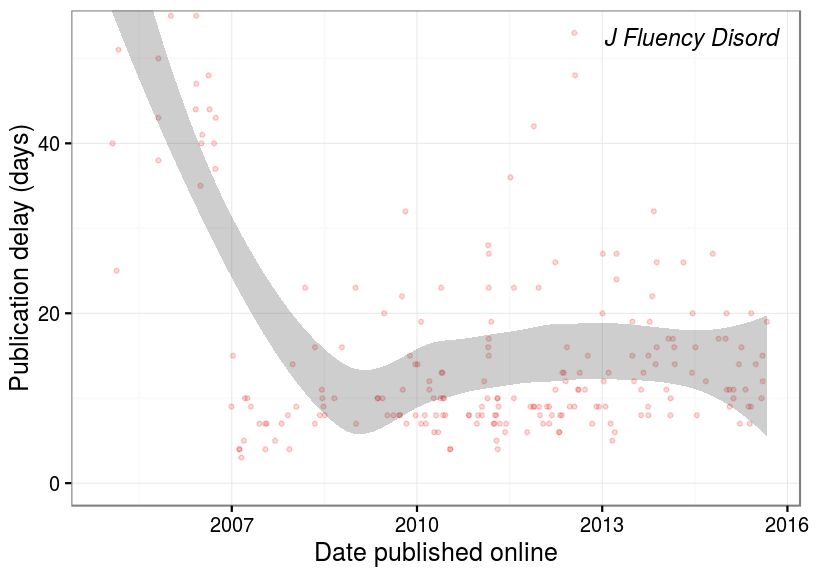 J Fluency Disord
Publication delay (days)
40
20
0
2007 2010 2013 2016
Date published online